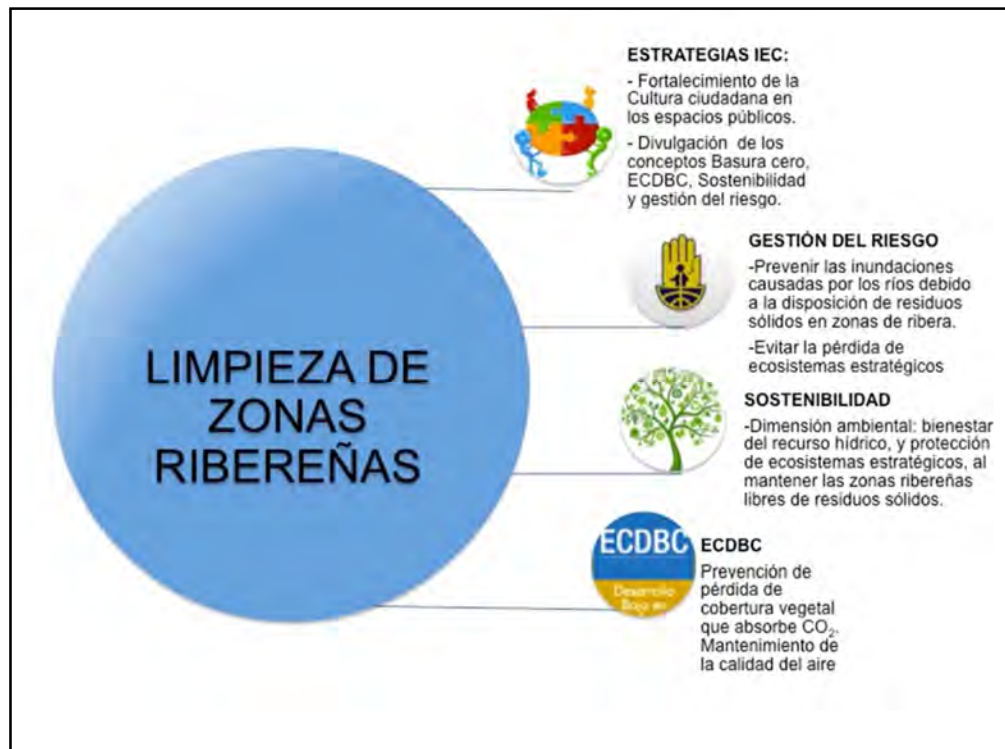 LIMPIEZA DE
ZONAS
RIBEREÑAS
ESTRATEGIAS IEC:
- Fortalecimiento de la
Cultura ciudadana en
los espacios públicos.
- Divulgación de los
conceptos Basura cero,
ECDBC, Sostenibilidad
y gestión del riesgo.
GESTIÓN DEL RIESGO
-Prevenir las inundaciones
causadas por los ríos debido
a la disposición de residuos
sólidos en zonas de ribera.
-Evitar la pérdida de
ecosistemas estratégicos
SOSTENIBILIDAD
-Dimensión ambiental: bienestar
del recurso hídrico, y protección
de ecosistemas estratégicos, al
mantener las zonas ribereñas
libres de residuos sólidos.
ECDBC
Desarrollo
Bajo en
ECDBC
Prevención de
pérdida de
cobertura vegetal
que absorbe CO₂.
Mantenimiento de
la calidad del aire